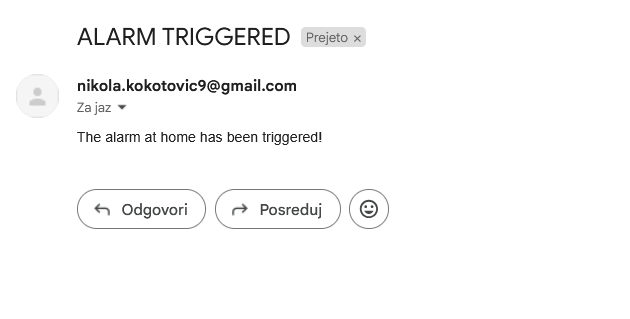 ALARM TRIGGERED Prejeto ×
nikola.kokotovic9@gmail.com
Za jaz
The alarm at home has been triggered!
Odgovori Posreduj